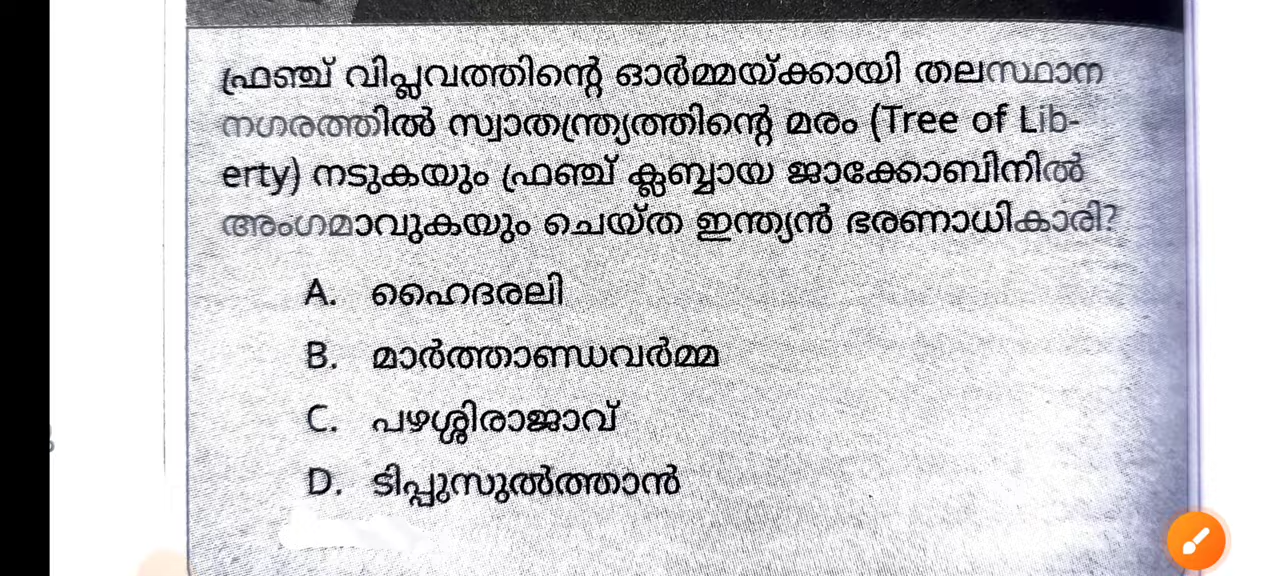 ഫ്രഞ്ച് വിപ്ലവത്തിന്റെ ഓർമ്മയ്ക്കായി തലസ്ഥാന
നഗരത്തിൽ സ്വാതന്ത്ര്യത്തിന്റെ മരം (Tree of Lib-
erty) നടുകയും ഫ്രഞ്ച് ക്ലബ്ബായ ജാക്കോബിനിൽ
അംഗമാവുകയും ചെയ്ത ഇന്ത്യൻ ഭരണാധികാരി?
A. ഹൈദരലി
B. മാർത്താണ്ഡവർമ്മ
C. പഴശ്ശിരാജാവ്
D. ടിപ്പുസുൽത്താൻ